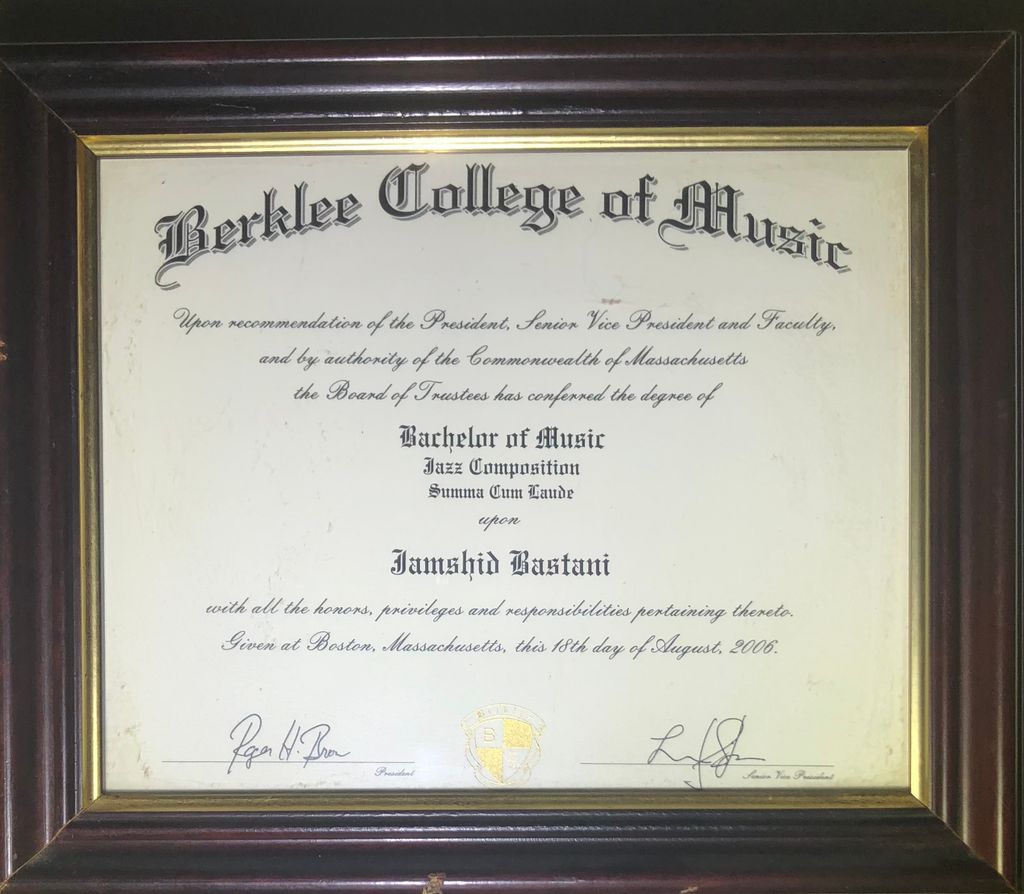 Berklee College of Music
Upon recommendation of the President, Senior Vice President and Faculty,
and by authority of the Commonwealth of Massachusetts
the Board of Trustees has conferred the degree of
Bachelor of Music
Jazz Composition
Summa Cum Laude
upon
Jamshid Bastani
with all the honors, privileges and responsibilities pertaining thereto.
Given at Boston, Massachusetts, this 18th day of August, 2006.
Roger H. Brown
President
B
Senior Vice President